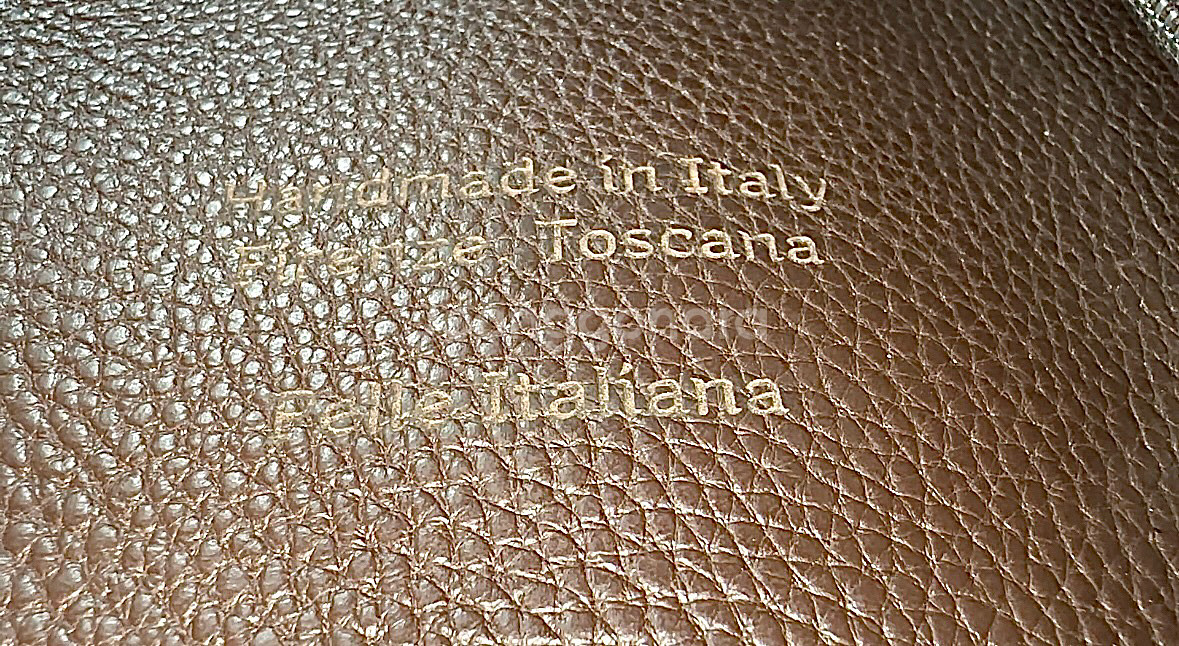 Handmade in Italy
Firenze Toscana
Pelle Italiana